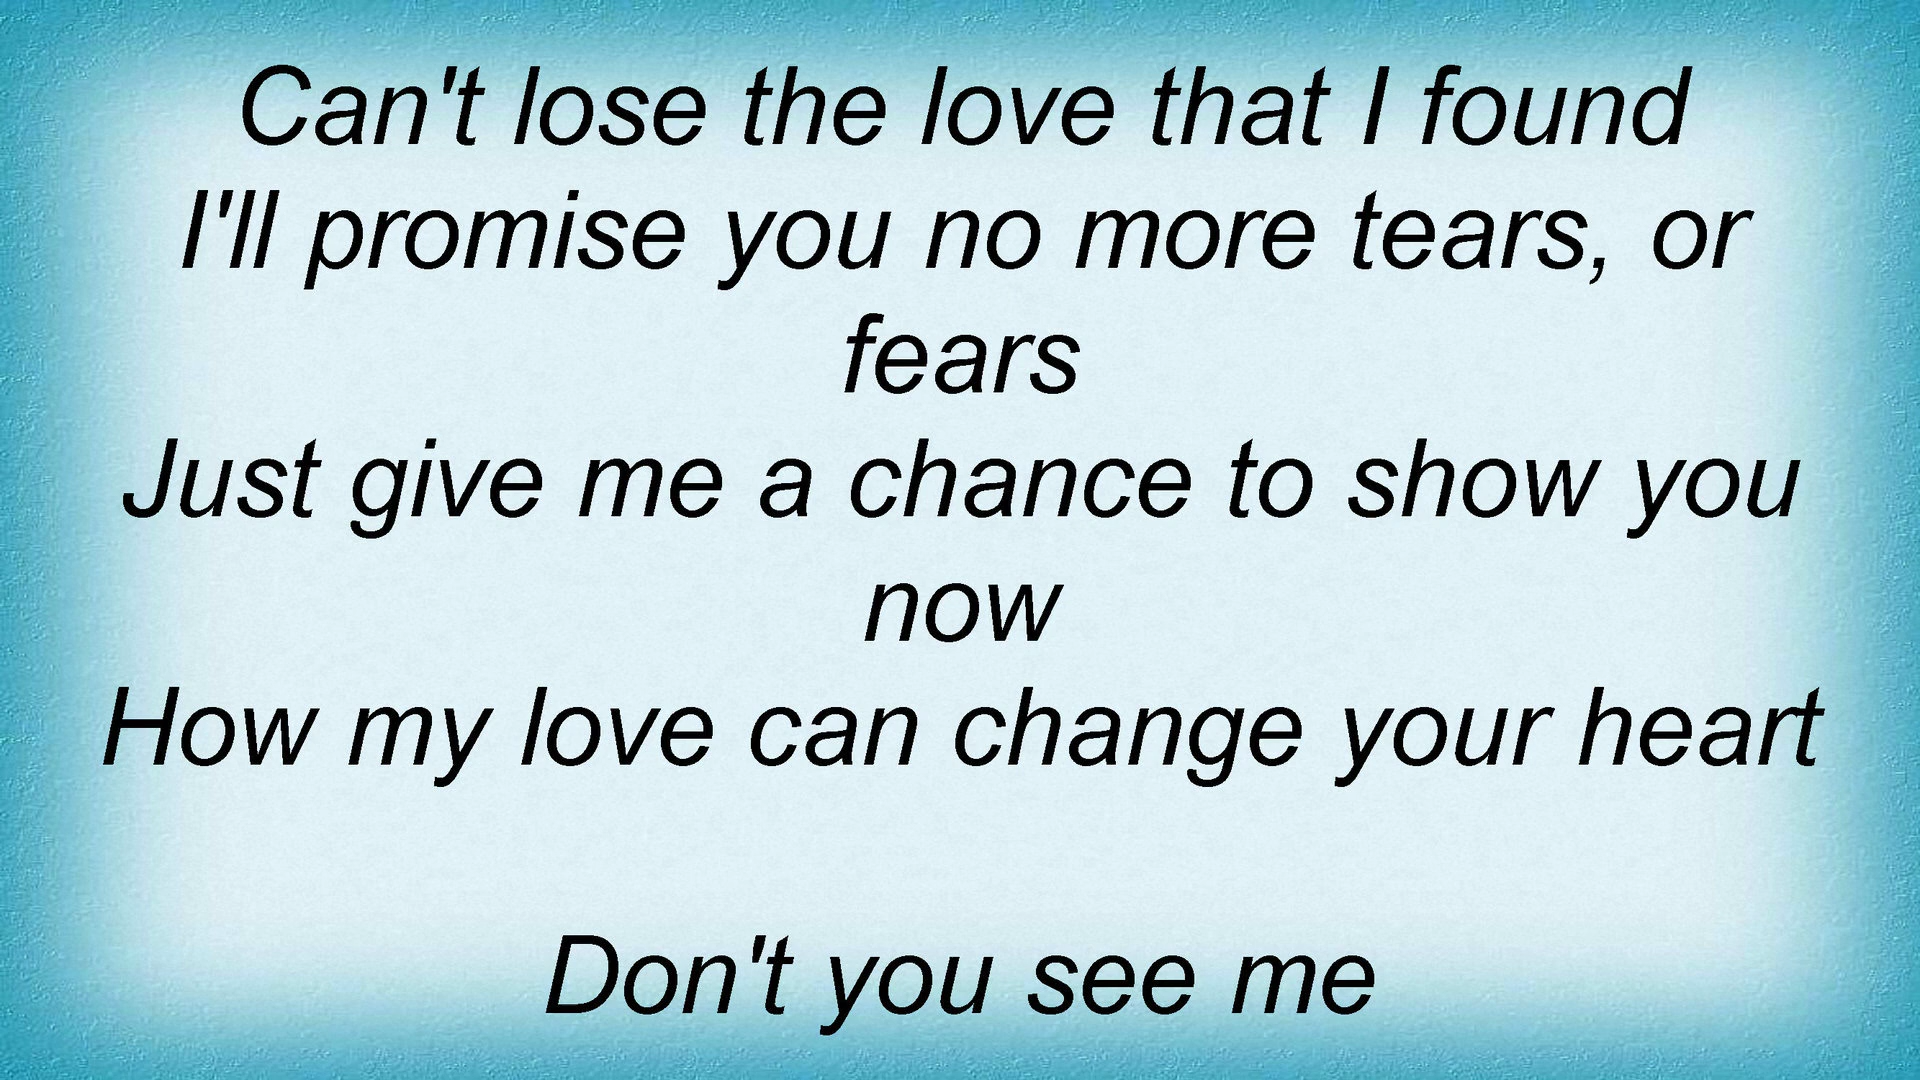 Can't lose the love that I found
I'll promise you no more tears, or
fears
Just give me a chance to show you
now
How my love can change your heart
Don't you see me